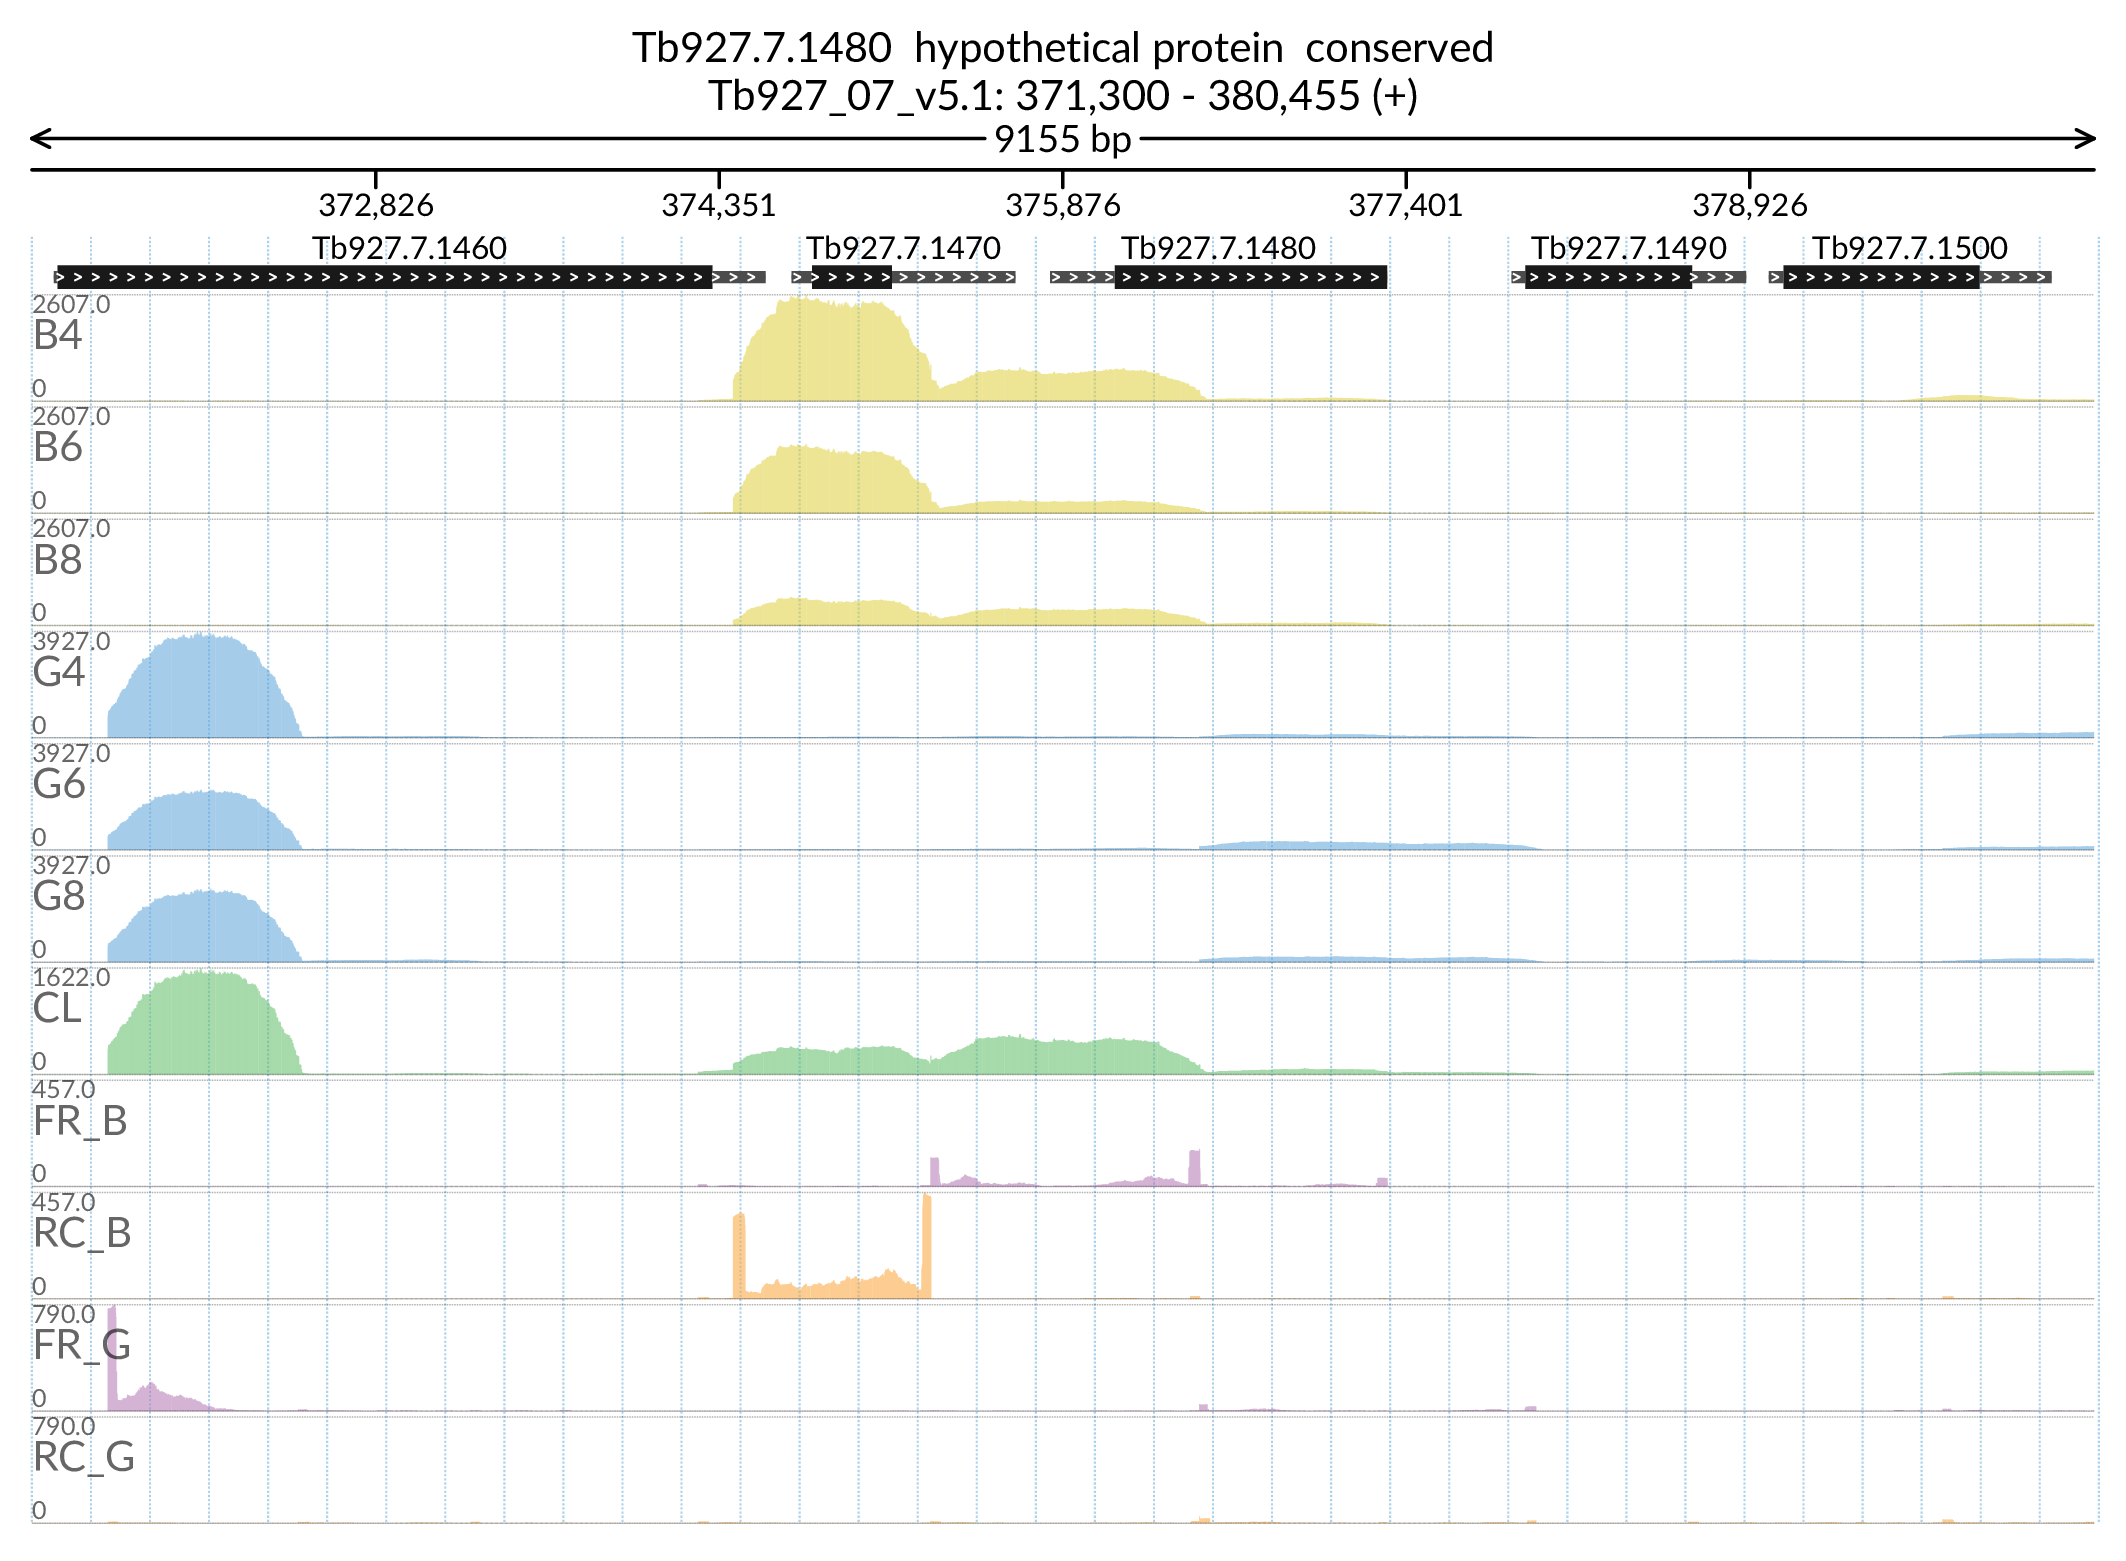 Tb927.7.1480 hypothetical protein conserved
Tb927_07_v5.1: 371,300 - 380,455 (+)
9155 bp
372,826 374,351 375,876 377,401 378,926
Tb927.7.1460 Tb927.7.1470 Tb927.7.1480 Tb927.7.1490 Tb927.7.1500
2607.0
B4
0
2607.0
B6
0
2607.0
B8
0
3927.0
G4
0
3927.0
G6
0
3927.0
G8
0
1622.0
CL
0
457.0
FR_B
0
457.0
RC_B
0
790.0
FR_G
0
790.0
RC_G
0